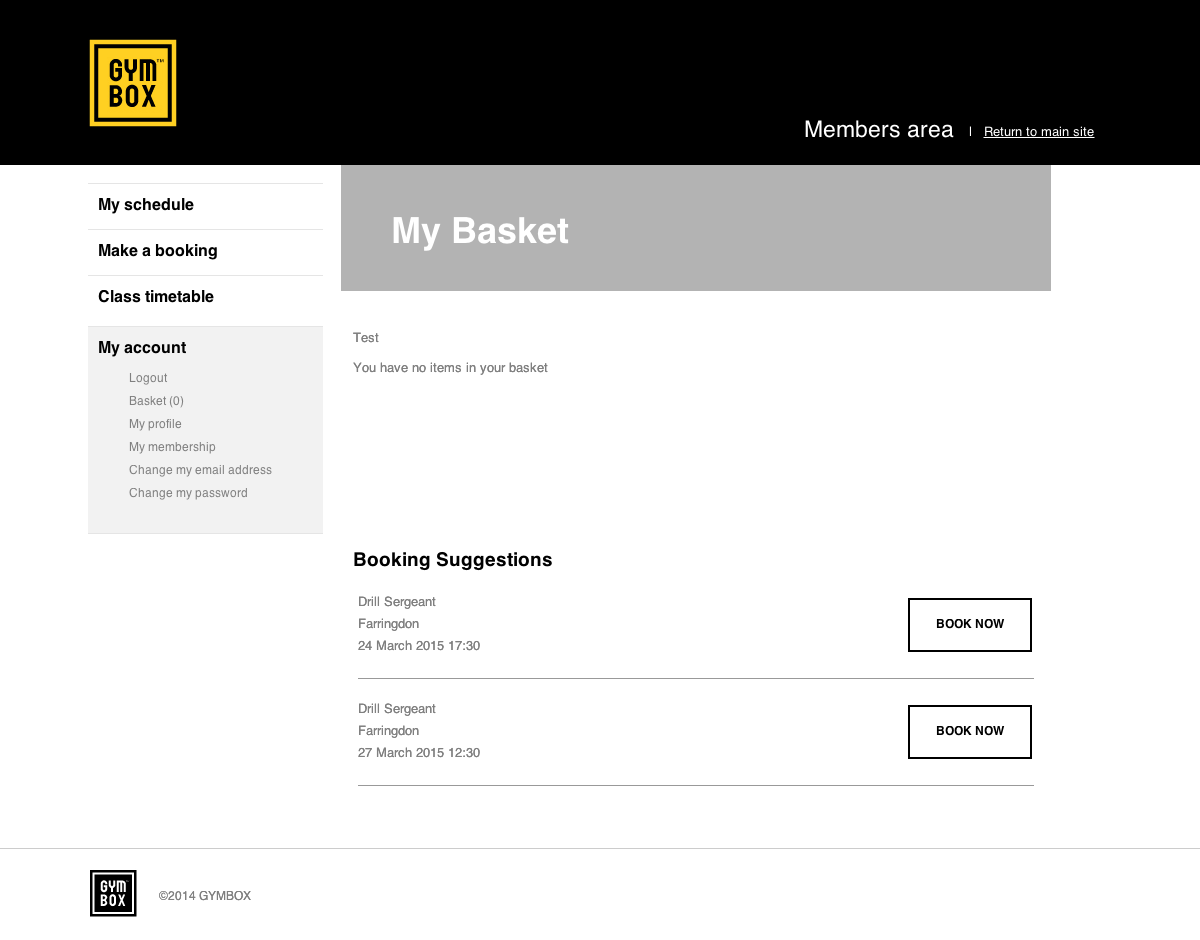 GYM™
BOX
Members area | Return to main site
My schedule
Make a booking
Class timetable
My account
Logout
Basket (0)
My profile
My membership
Change my email address
Change my password
My Basket
Test
You have no items in your basket
Booking Suggestions
Drill Sergeant
Farringdon
24 March 2015 17:30
BOOK NOW
Drill Sergeant
Farringdon
27 March 2015 12:30
BOOK NOW
GYM
BOX
©2014 GYMBOX